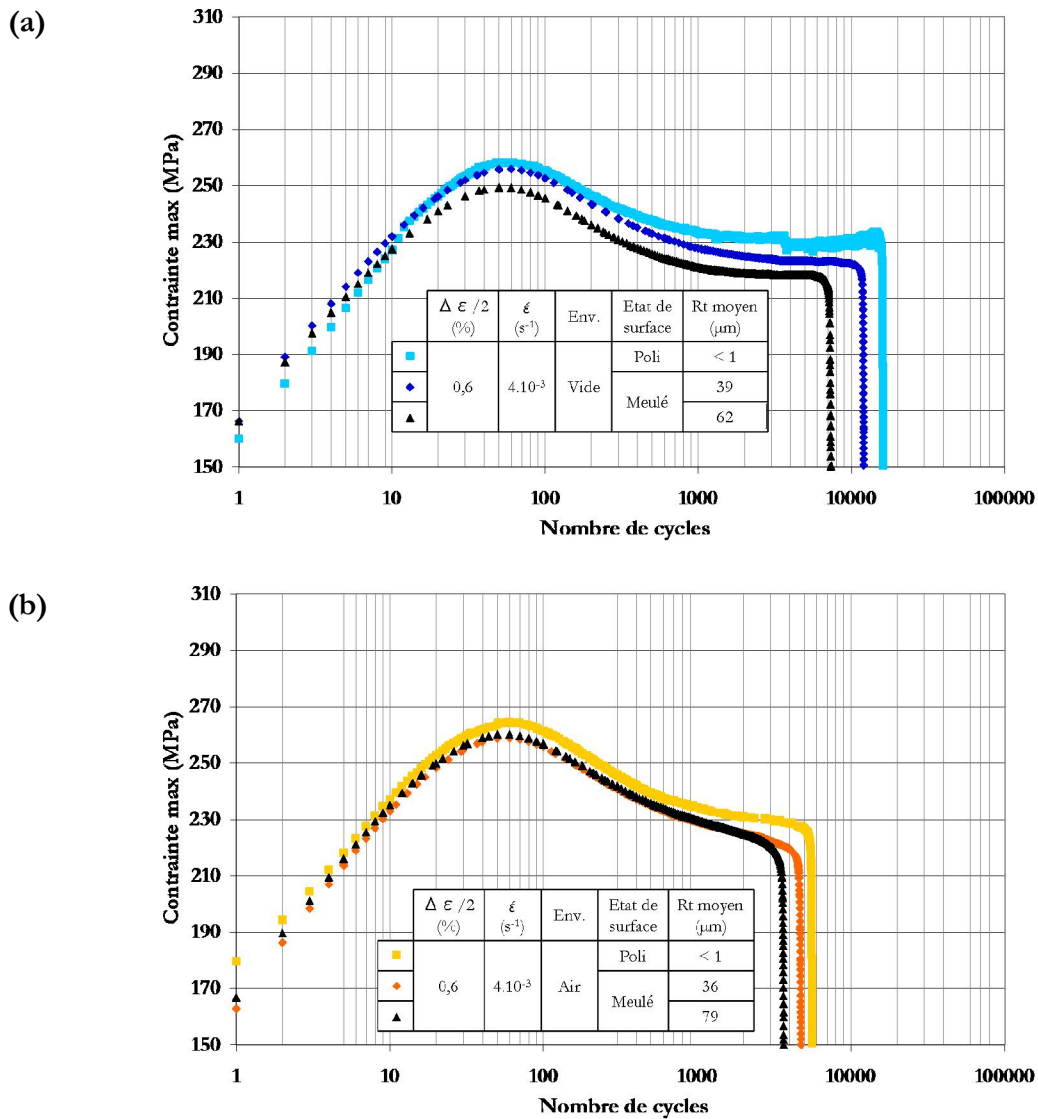 (a)
310
290
270
250
230
210
190
170
150
Contrainte max (MPa)
Δ ε /2 (%) έ (s⁻¹) Env. Etat de surface Rt moyen (µm)
Poli < 1
0,6 4.10⁻³ Vide Meulé 39
62
1 10 100 1000 10000 100000
Nombre de cycles
(b)
310
290
270
250
230
210
190
170
150
Contrainte max (MPa)
Δ ε /2 (%) έ (s⁻¹) Env. Etat de surface Rt moyen (µm)
Poli < 1
0,6 4.10⁻³ Air Meulé 36
79
1 10 100 1000 10000 100000
Nombre de cycles